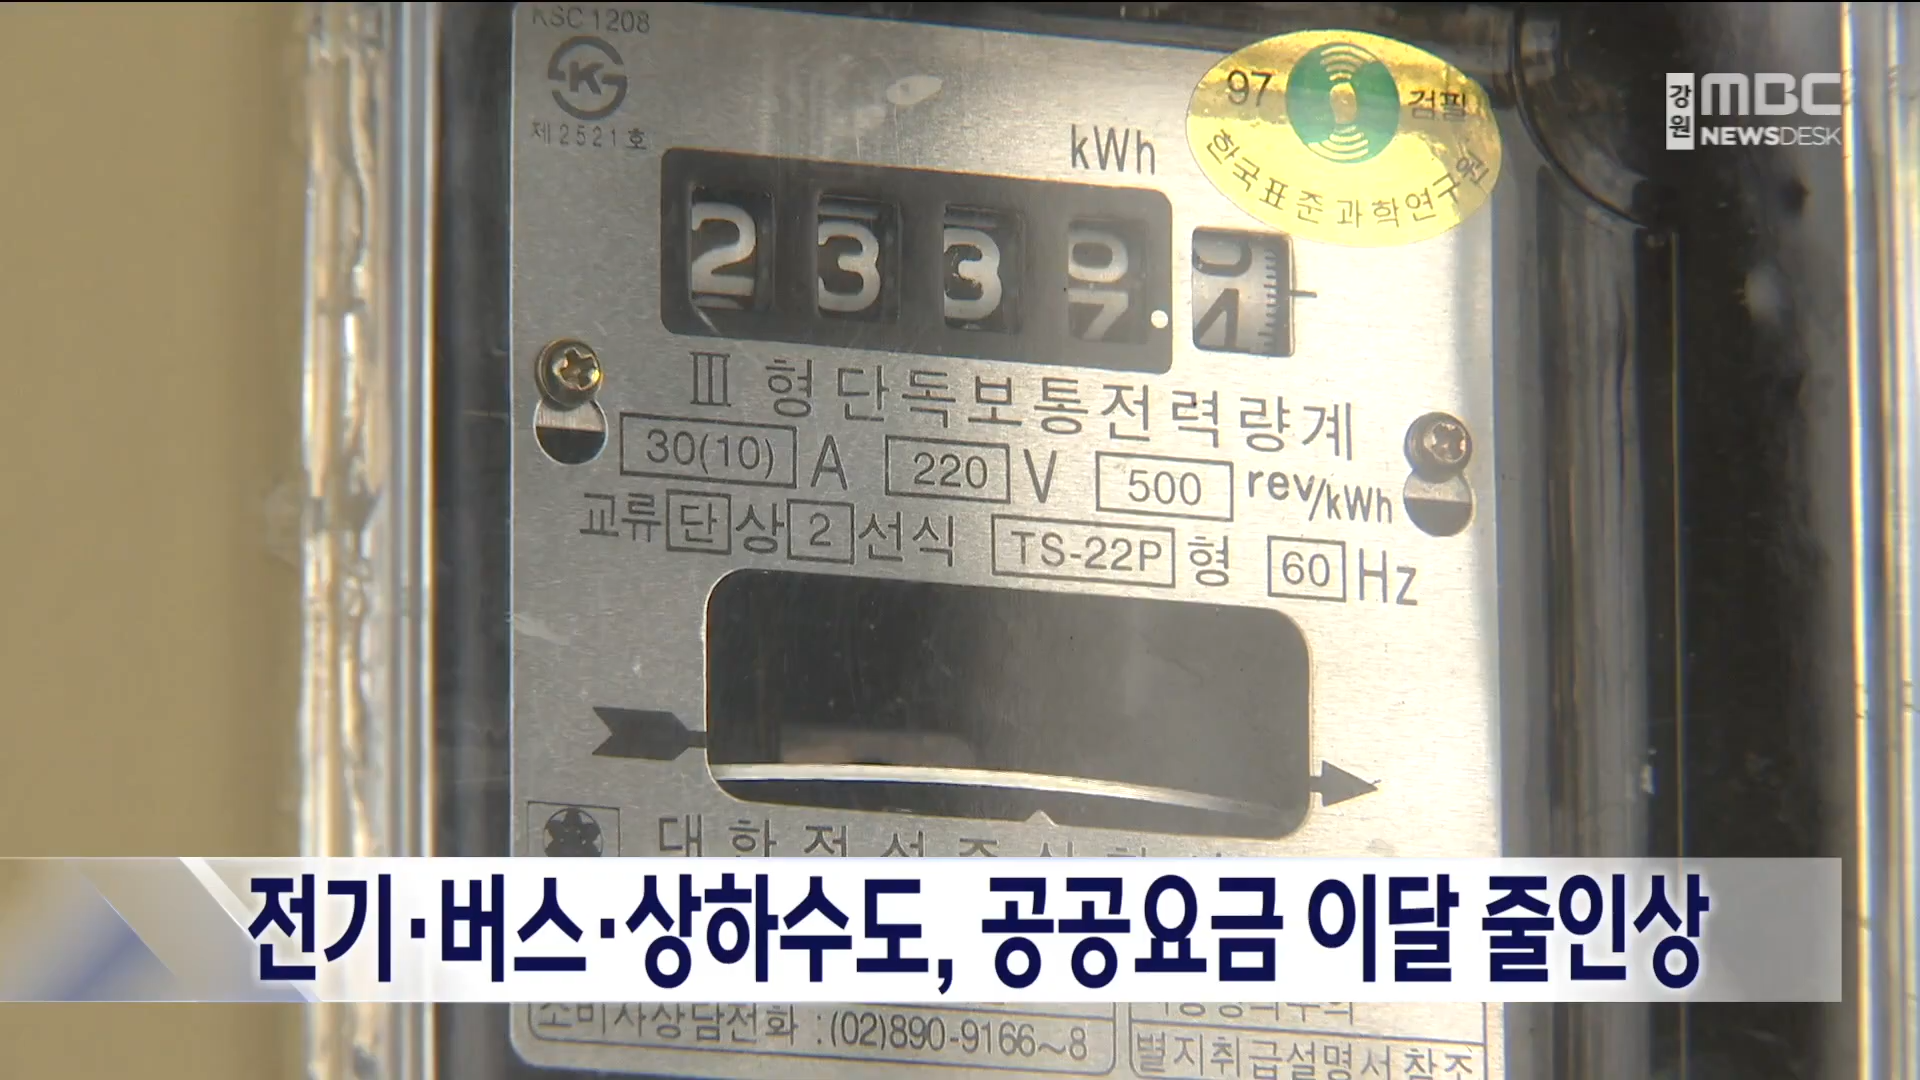 KSC1208
제2521호
97 검필
한국표준과학연구원
강원 MBC
NEWSDESK
kWh
2 3 3
III 형단독보통전력량계
30(10) A 220 V 500 rev/kWh
교류 단 상 2 선식 TS-22P 형 60 Hz
전기·버스·상하수도, 공공요금 이달 줄인상
소비자상담전화 : (02)890-9166~8
별지취급설명서참조